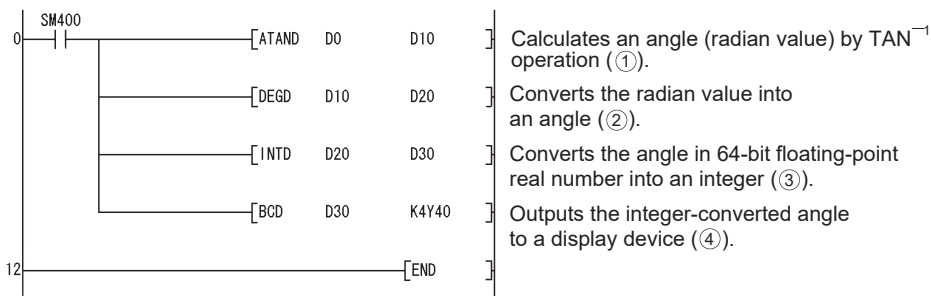 SM400
0 [ATAND D0 D10 ] Calculates an angle (radian value) by TAN⁻¹
operation (①).
[DEGD D10 D20 ] Converts the radian value into
an angle (②).
[INTD D20 D30 ] Converts the angle in 64-bit floating-point
real number into an integer (③).
[BCD D30 K4Y40 ] Outputs the integer-converted angle
to a display device (④).
12 [END ]